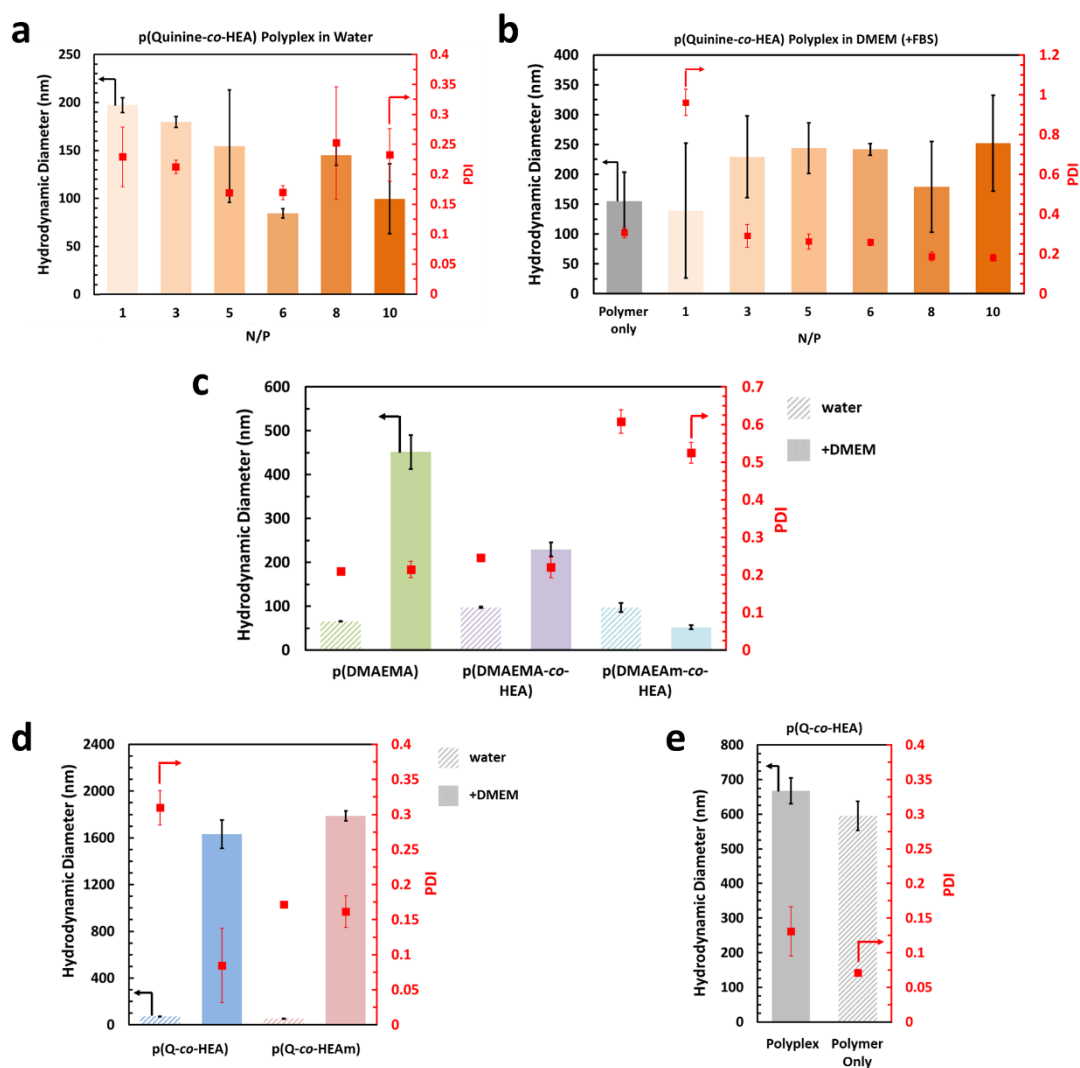 a
p(Quinine-co-HEA) Polyplex in Water
Hydrodynamic Diameter (nm)
250
200
150
100
50
0
0.4
0.35
0.3
0.25
0.2
0.15
0.1
0.05
0
PDI
1 3 5 6 8 10
N/P
b
p(Quinine-co-HEA) Polyplex in DMEM (+FBS)
Hydrodynamic Diameter (nm)
400
350
300
250
200
150
100
50
0
1.2
1
0.8
0.6
0.4
0.2
0
PDI
Polymer only 1 3 5 6 8 10
N/P
c
Hydrodynamic Diameter (nm)
600
500
400
300
200
100
0
0.7
0.6
0.5
0.4
0.3
0.2
0.1
0
PDI
water
+DMEM
p(DMAEMA) p(DMAEMA-co-HEA) p(DMAEAm-co-HEA)
d
Hydrodynamic Diameter (nm)
2400
2000
1600
1200
800
400
0
0.4
0.35
0.3
0.25
0.2
0.15
0.1
0.05
0
PDI
water
+DMEM
p(Q-co-HEA) p(Q-co-HEAm)
e
p(Q-co-HEA)
Hydrodynamic Diameter (nm)
800
700
600
500
400
300
200
100
0
0.4
0.35
0.3
0.25
0.2
0.15
0.1
0.05
0
PDI
Polyplex Polymer Only